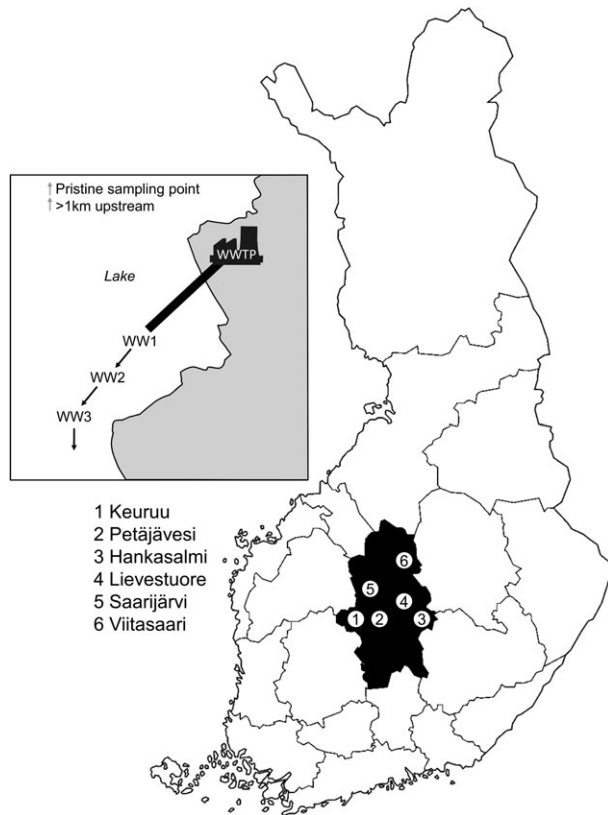 Pristine sampling point
>1km upstream
WWTP
Lake
WW1
WW2
WW3
1 Keuruu
2 Petäjävesi
3 Hankasalmi
4 Lievestuore
5 Saarijärvi
6 Viitasaari
6
5
4
1
2
3